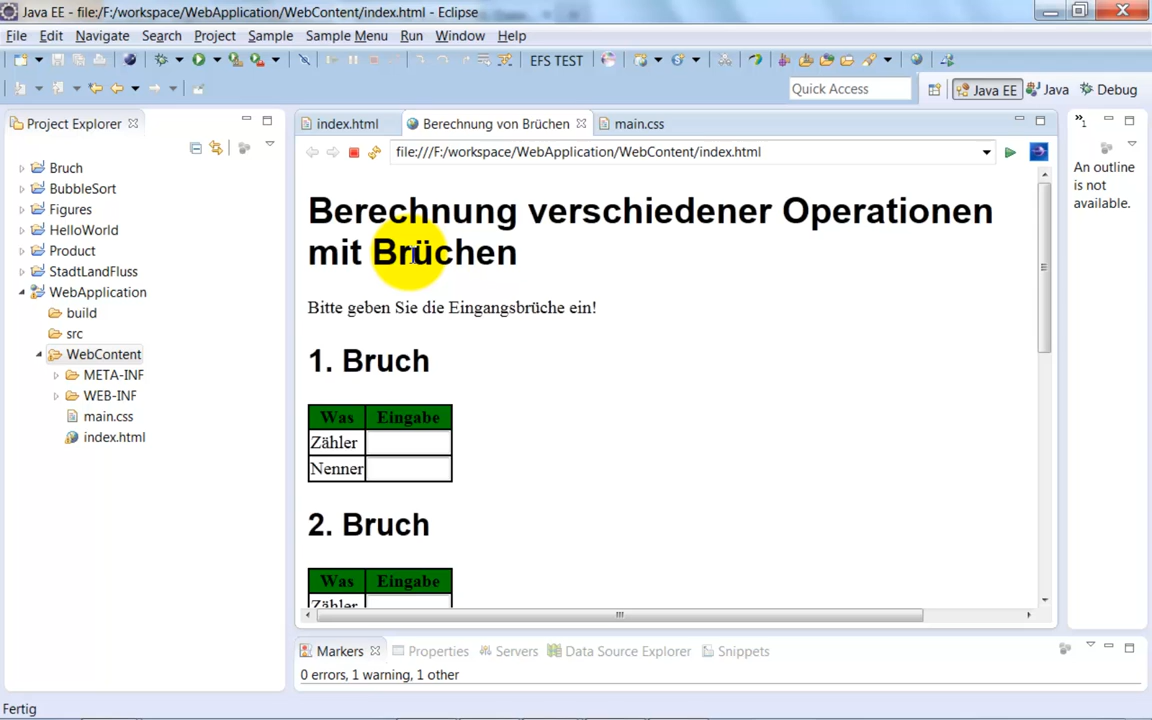 Java EE - file:/F:/workspace/WebApplication/WebContent/index.html - Eclipse
File Edit Navigate Search Project Sample Sample Menu Run Window Help
EFS TEST
Quick Access
Java EE
Java
Debug
Project Explorer
index.html
Berechnung von Brüchen
main.css
1
file:///F:/workspace/WebApplication/WebContent/index.html
Bruch
BubbleSort
Figures
HelloWorld
Product
StadtLandFluss
WebApplication
build
src
WebContent
META-INF
WEB-INF
main.css
index.html
Berechnung verschiedener Operationen
mit Brüchen
Bitte geben Sie die Eingangsbrüche ein!
1. Bruch
Was Eingabe
Zähler
Nenner
2. Bruch
Was Eingabe
Zähler
An outline
is not
available.
Markers
Properties
Servers
Data Source Explorer
Snippets
0 errors, 1 warning, 1 other
Fertig